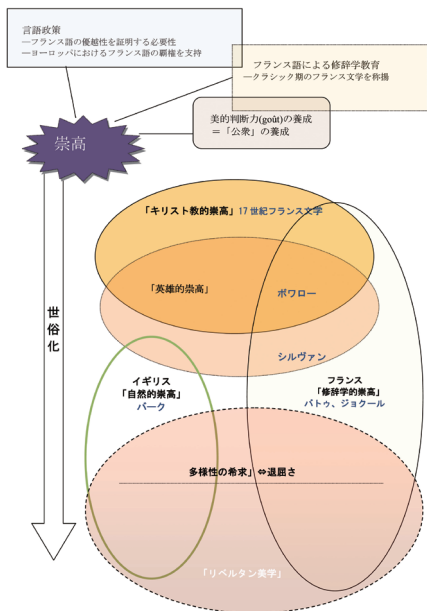 言語政策
―フランス語の優越性を証明する必要性
―ヨーロッパにおけるフランス語の覇権を支持
フランス語による修辞学教育
―クラシック期のフランス文学を称揚
美的判断力(goût)の養成
＝「公衆」の養成
崇高
世俗化
「キリスト教的崇高」17世紀フランス文学
「英雄的崇高」
ボワロー
シルヴァン
イギリス
「自然的崇高」
バーク
フランス
「修辞学的崇高」
バトゥ、ジョクール
多様性の希求」⇔退屈さ
「リベルタン美学」